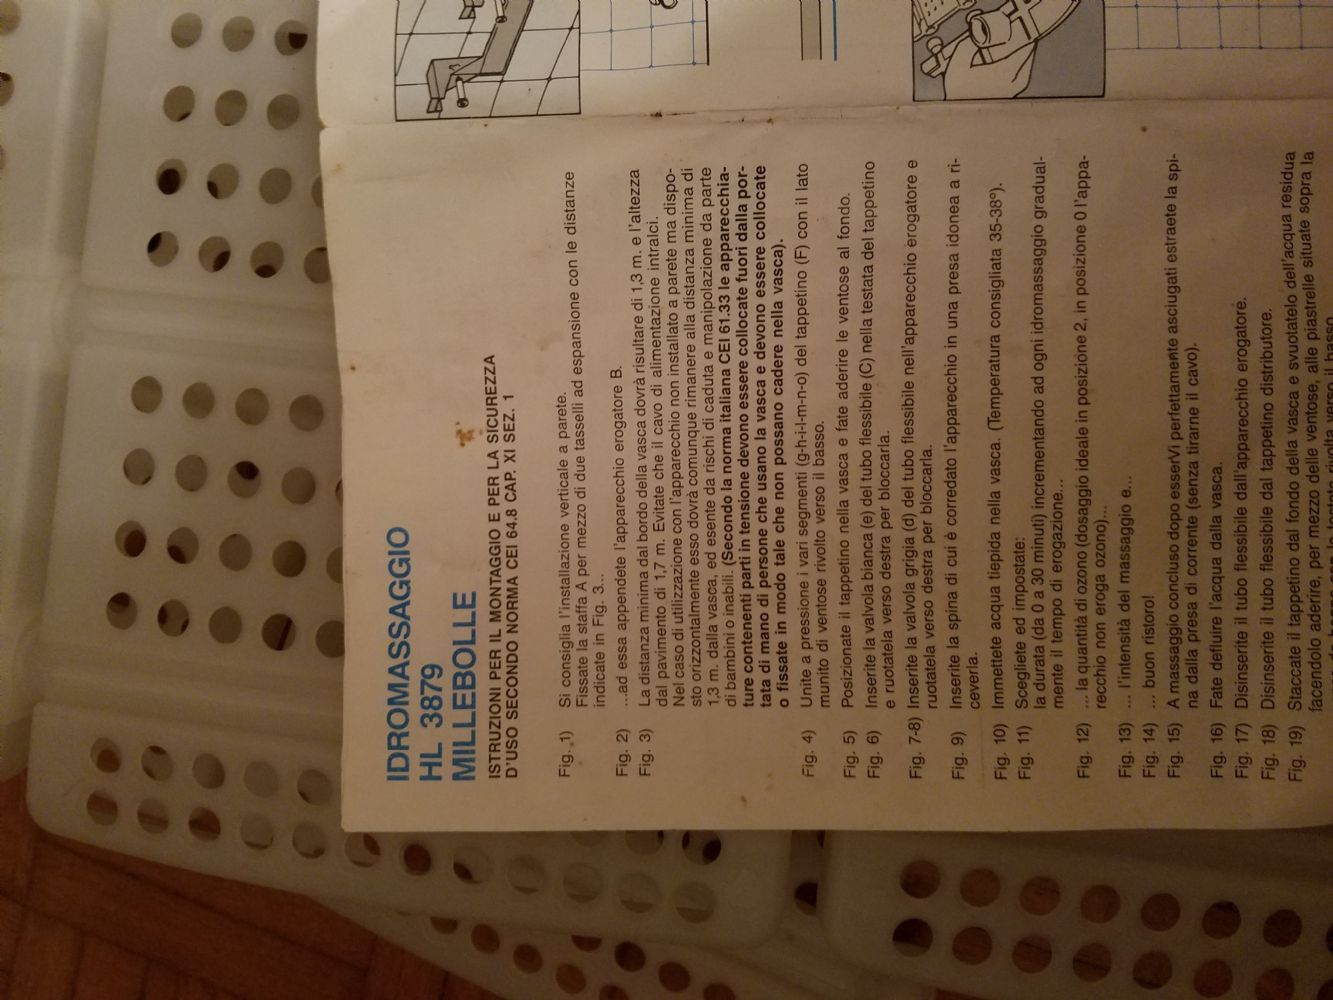 IDROMASSAGGIO
HL 3879
MILLEBOLLE
ISTRUZIONI PER IL MONTAGGIO E PER LA SICUREZZA
D'USO SECONDO NORMA CEI 64.8 CAP. XI SEZ. 1
Fig. 1) Si consiglia l'installazione verticale a parete.
Fissate la staffa A per mezzo di due tasselli ad espansione con le distanze
indicate in Fig. 3...
Fig. 2) ...ad essa appendete l'apparecchio erogatore B.
Fig. 3) La distanza minima dal bordo della vasca dovrà risultare di 1,3 m. e l'altezza
dal pavimento di 1,7 m. Evitate che il cavo di alimentazione intralci.
Nel caso di utilizzazione con l'apparecchio non installato a parete ma dispo-
sto orizzontalmente esso dovrà comunque rimanere alla distanza minima di
1,3 m. dalla vasca, ed esente da rischi di caduta e manipolazione da parte
di bambini o inabili. (Secondo la norma italiana CEI 61.33 le apparecchia-
ture contenenti parti in tensione devono essere collocate fuori dalla por-
tata di mano di persone che usano la vasca e devono essere collocate
o fissate in modo tale che non possano cadere nella vasca).
Fig. 4) Unite a pressione i vari segmenti (g-h-i-l-m-n-o) del tappetino (F) con il lato
munito di ventose rivolto verso il basso.
Fig. 5) Posizionate il tappetino nella vasca e fate aderire le ventose al fondo.
Fig. 6) Inserite la valvola bianca (e) del tubo flessibile (C) nella testata del tappetino
e ruotatela verso destra per bloccarla.
Fig. 7-8) Inserite la valvola grigia (d) del tubo flessibile nell'apparecchio erogatore e
ruotatela verso destra per bloccarla.
Fig. 9) Inserite la spina di cui è corredato l'apparecchio in una presa idonea a ri-
ceverla.
Fig. 10) Immettete acqua tiepida nella vasca. (Temperatura consigliata 35-38°).
Fig. 11) Scegliete ed impostate:
la durata (da 0 a 30 minuti) incrementando ad ogni idromassaggio gradual-
mente il tempo di erogazione...
Fig. 12) ... la quantità di ozono (dosaggio ideale in posizione 2, in posizione 0 l'appa-
recchio non eroga ozono)...
Fig. 13) ... l'intensità del massaggio e...
Fig. 14) ... buon ristoro!
Fig. 15) A massaggio concluso dopo esserVi perfettamente asciugati estraete la spi-
na dalla presa di corrente (senza tirarne il cavo).
Fig. 16) Fate defluire l'acqua dalla vasca.
Fig. 17) Disinserite il tubo flessibile dall'apparecchio erogatore.
Fig. 18) Disinserite il tubo flessibile dal tappetino distributore.
Fig. 19) Staccate il tappetino dal fondo della vasca e svuotatelo dell'acqua residua
facendolo aderire, per mezzo delle ventose, alle piastrelle situate sopra la